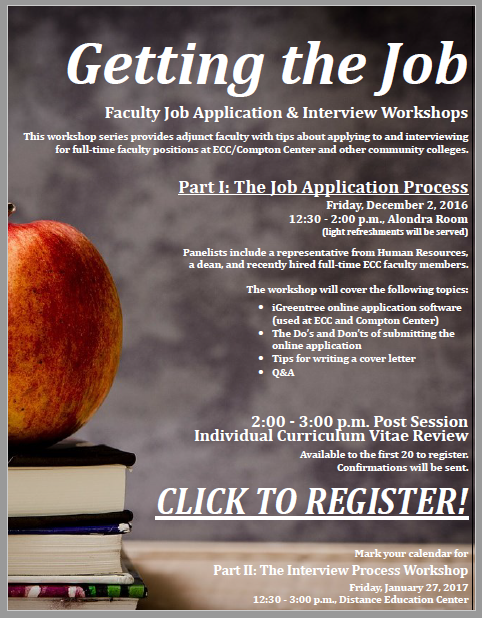 Getting the Job
Faculty Job Application & Interview Workshops
This workshop series provides adjunct faculty with tips about applying to and interviewing
for full-time faculty positions at ECC/Compton Center and other community colleges.
Part I: The Job Application Process
Friday, December 2, 2016
12:30 - 2:00 p.m., Alondra Room
(light refreshments will be served)
Panelists include a representative from Human Resources,
a dean, and recently hired full-time ECC faculty members.
The workshop will cover the following topics:
• iGreentree online application software
(used at ECC and Compton Center)
• The Do's and Don'ts of submitting the
online application
• Tips for writing a cover letter
• Q&A
2:00 - 3:00 p.m. Post Session
Individual Curriculum Vitae Review
Available to the first 20 to register.
Confirmations will be sent.
CLICK TO REGISTER!
Mark your calendar for
Part II: The Interview Process Workshop
Friday, January 27, 2017
12:30 - 3:00 p.m., Distance Education Center